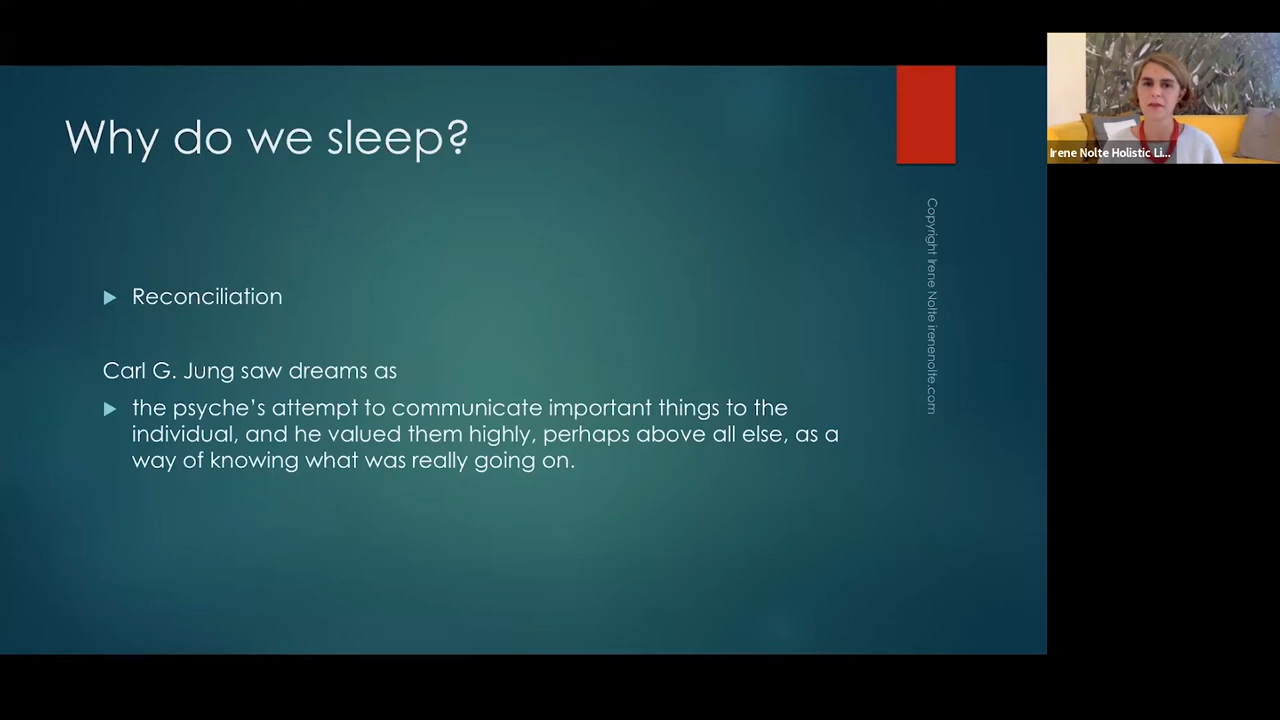 Why do we sleep?
Reconciliation
Carl G. Jung saw dreams as
the psyche’s attempt to communicate important things to the
individual, and he valued them highly, perhaps above all else, as a
way of knowing what was really going on.
Copyright Irene Nolte irenenolte.com
Irene Nolte Holistic Li...